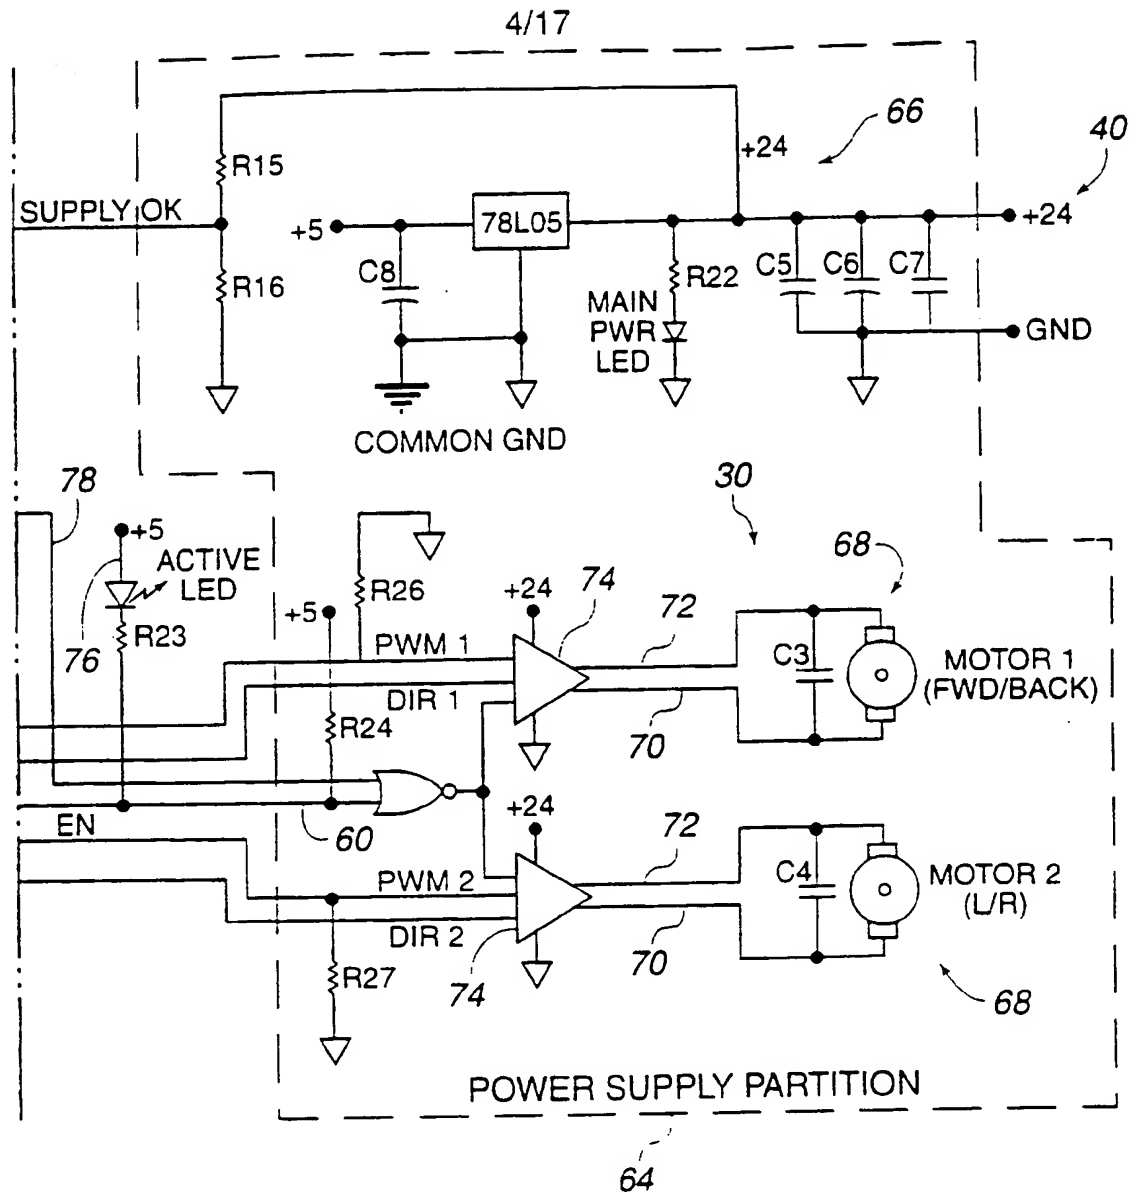 4/17
66
40
+24
R15
SUPPLY OK
+5
78L05
+24
R16
C8
R22
C5
C6
C7
MAIN
PWR
LED
GND
COMMON GND
78
30
+5
ACTIVE
LED
68
R26
+24
74
72
+5
76
R23
PWM 1
C3
MOTOR 1
(FWD/BACK)
DIR 1
R24
70
+24
EN
60
72
PWM 2
C4
MOTOR 2
(L/R)
DIR 2
70
R27
74
68
POWER SUPPLY PARTITION
64